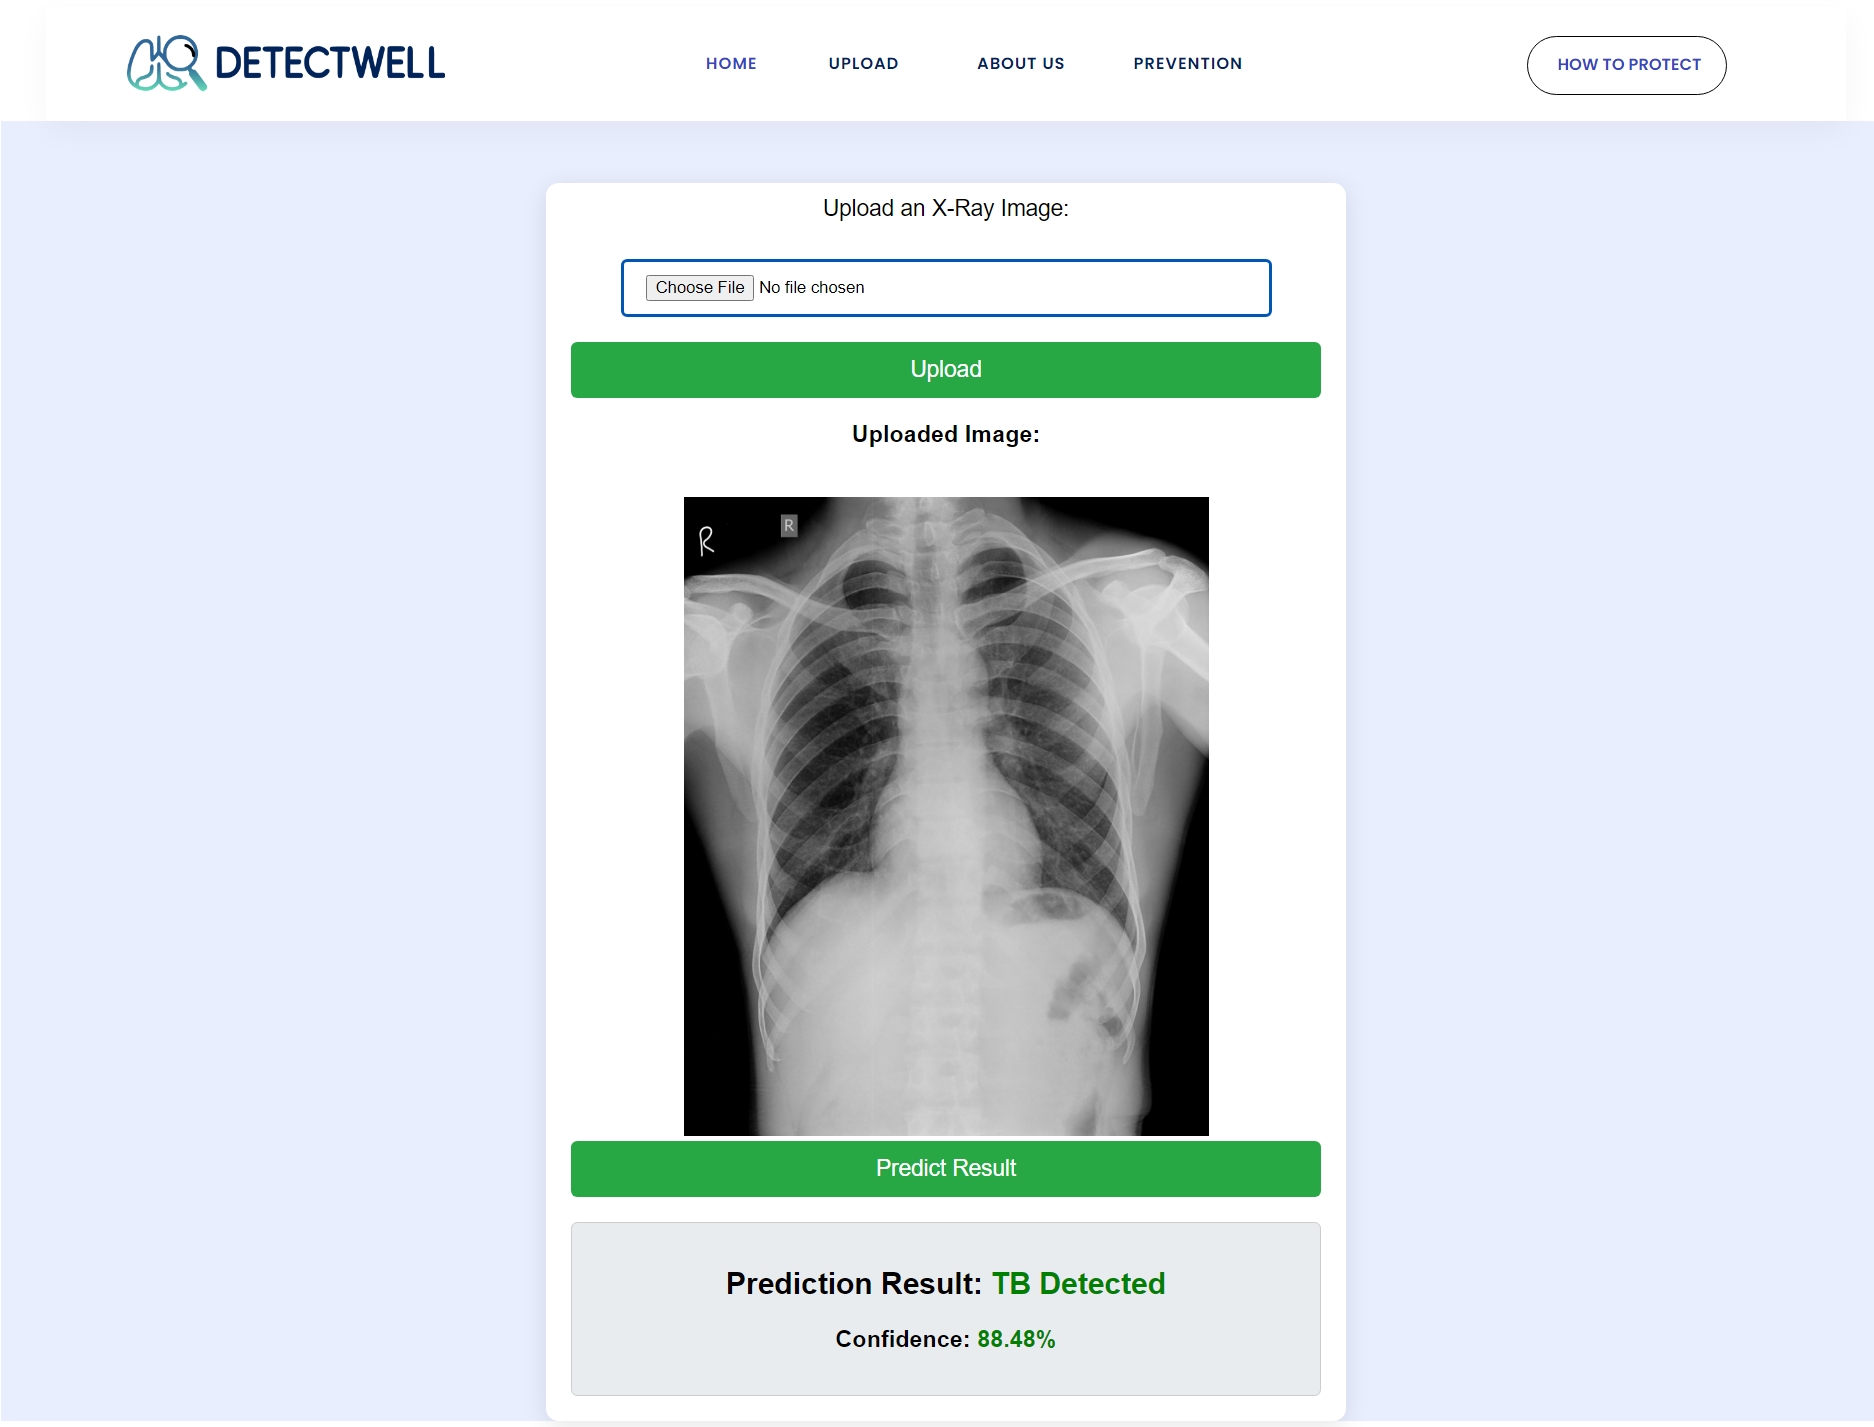 DETECTWELL
HOME UPLOAD ABOUT US PREVENTION HOW TO PROTECT
Upload an X-Ray Image:
Choose File No file chosen
Upload
Uploaded Image:
R
R
Predict Result
Prediction Result: TB Detected
Confidence: 88.48%